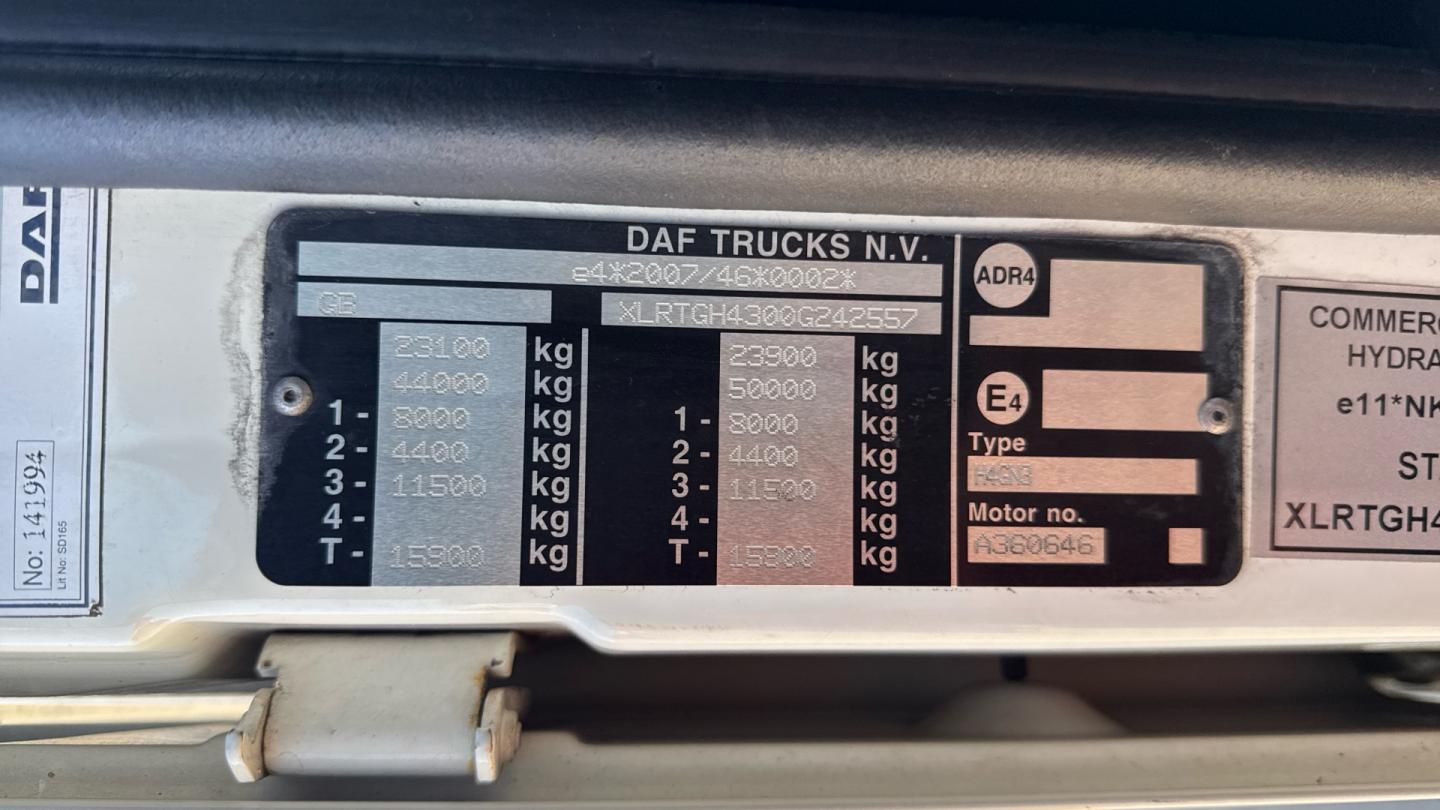 DAF
No: 141994
Lit No: SD165
DAF TRUCKS N.V.
e4*2007/46*0002*
GB XLRTGH4300G242557
23100 kg 23900 kg
44000 kg 50000 kg
1 - 8000 kg 1 - 8000 kg
2 - 4400 kg 2 - 4400 kg
3 - 11500 kg 3 - 11500 kg
4 - kg 4 - kg
T - 15900 kg T - 15900 kg
ADR4
E4
Type
H4GN3
Motor no.
A360646
COMMERC
HYDRA
e11*NK
ST
XLRTGH4